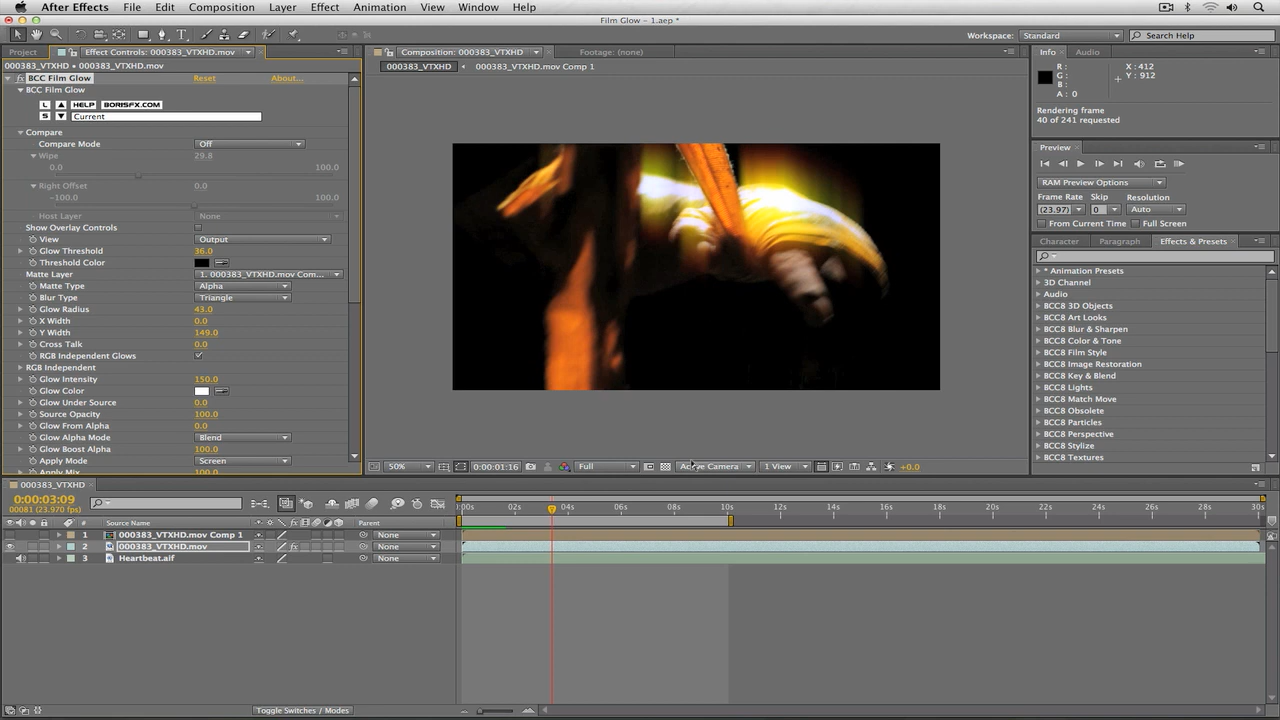 After Effects File Edit Composition Layer Effect Animation View Window Help
Film Glow - 1.aep *
Workspace: Standard Search Help
Project Effect Controls: 000383_VTXHD.mov Composition: 000383_VTXHD Footage: (none) Info Audio
000383_VTXHD • 000383_VTXHD.mov
000383_VTXHD 000383_VTXHD.mov Comp 1
fx BCC Film Glow Reset About...
BCC Film Glow
L HELP BORISFX.COM
S Current
Compare
Compare Mode Off
Wipe 29.8
0.0 100.0
Right Offset 0.0
-100.0 100.0
Host Layer None
Show Overlay Controls
View Output
Glow Threshold 36.0
Threshold Color
Matte Layer 1. 000383_VTXHD.mov Com...
Matte Type Alpha
Blur Type Triangle
Glow Radius 43.0
X Width 0.0
Y Width 149.0
Cross Talk 0.0
RGB Independent Glows
RGB Independent
Glow Intensity 150.0
Glow Color
Glow Under Source 0.0
Source Opacity 100.0
Glow From Alpha 0.0
Glow Alpha Mode Blend
Glow Boost Alpha 100.0
Apply Mode Screen
Apply Mix 100.0
50% 0:00:01:16 Full Active Camera 1 View +0.0
R : X : 412
G : Y : 912
B :
A : 0
Rendering frame
40 of 241 requested
Preview
RAM Preview Options
Frame Rate Skip Resolution
(23.97) 0 Auto
From Current Time Full Screen
Character Paragraph Effects & Presets
* Animation Presets
3D Channel
Audio
BCC8 3D Objects
BCC8 Art Looks
BCC8 Blur & Sharpen
BCC8 Color & Tone
BCC8 Film Style
BCC8 Image Restoration
BCC8 Key & Blend
BCC8 Lights
BCC8 Match Move
BCC8 Obsolete
BCC8 Particles
BCC8 Perspective
BCC8 Stylize
BCC8 Textures
000383_VTXHD
0:00:03:09
00081 (23.970 fps)
:00s 02s 04s 06s 08s 10s 12s 14s 16s 18s 20s 22s 24s 26s 28s 30s
# Source Name Parent
1 000383_VTXHD.mov Comp 1 None
2 000383_VTXHD.mov None
3 Heartbeat.aif None
Toggle Switches / Modes